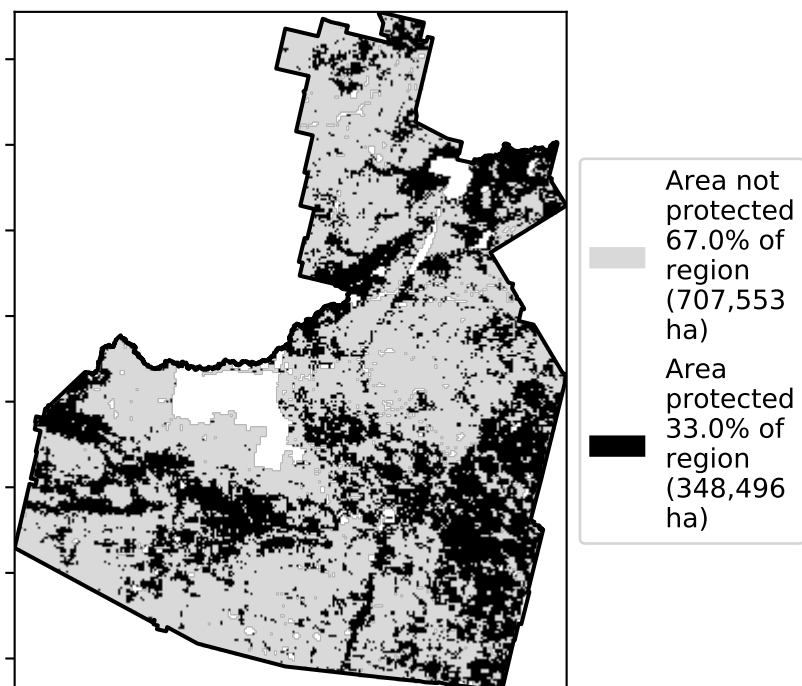 Area not
protected
67.0% of
region
(707,553
ha)
Area
protected
33.0% of
region
(348,496
ha)